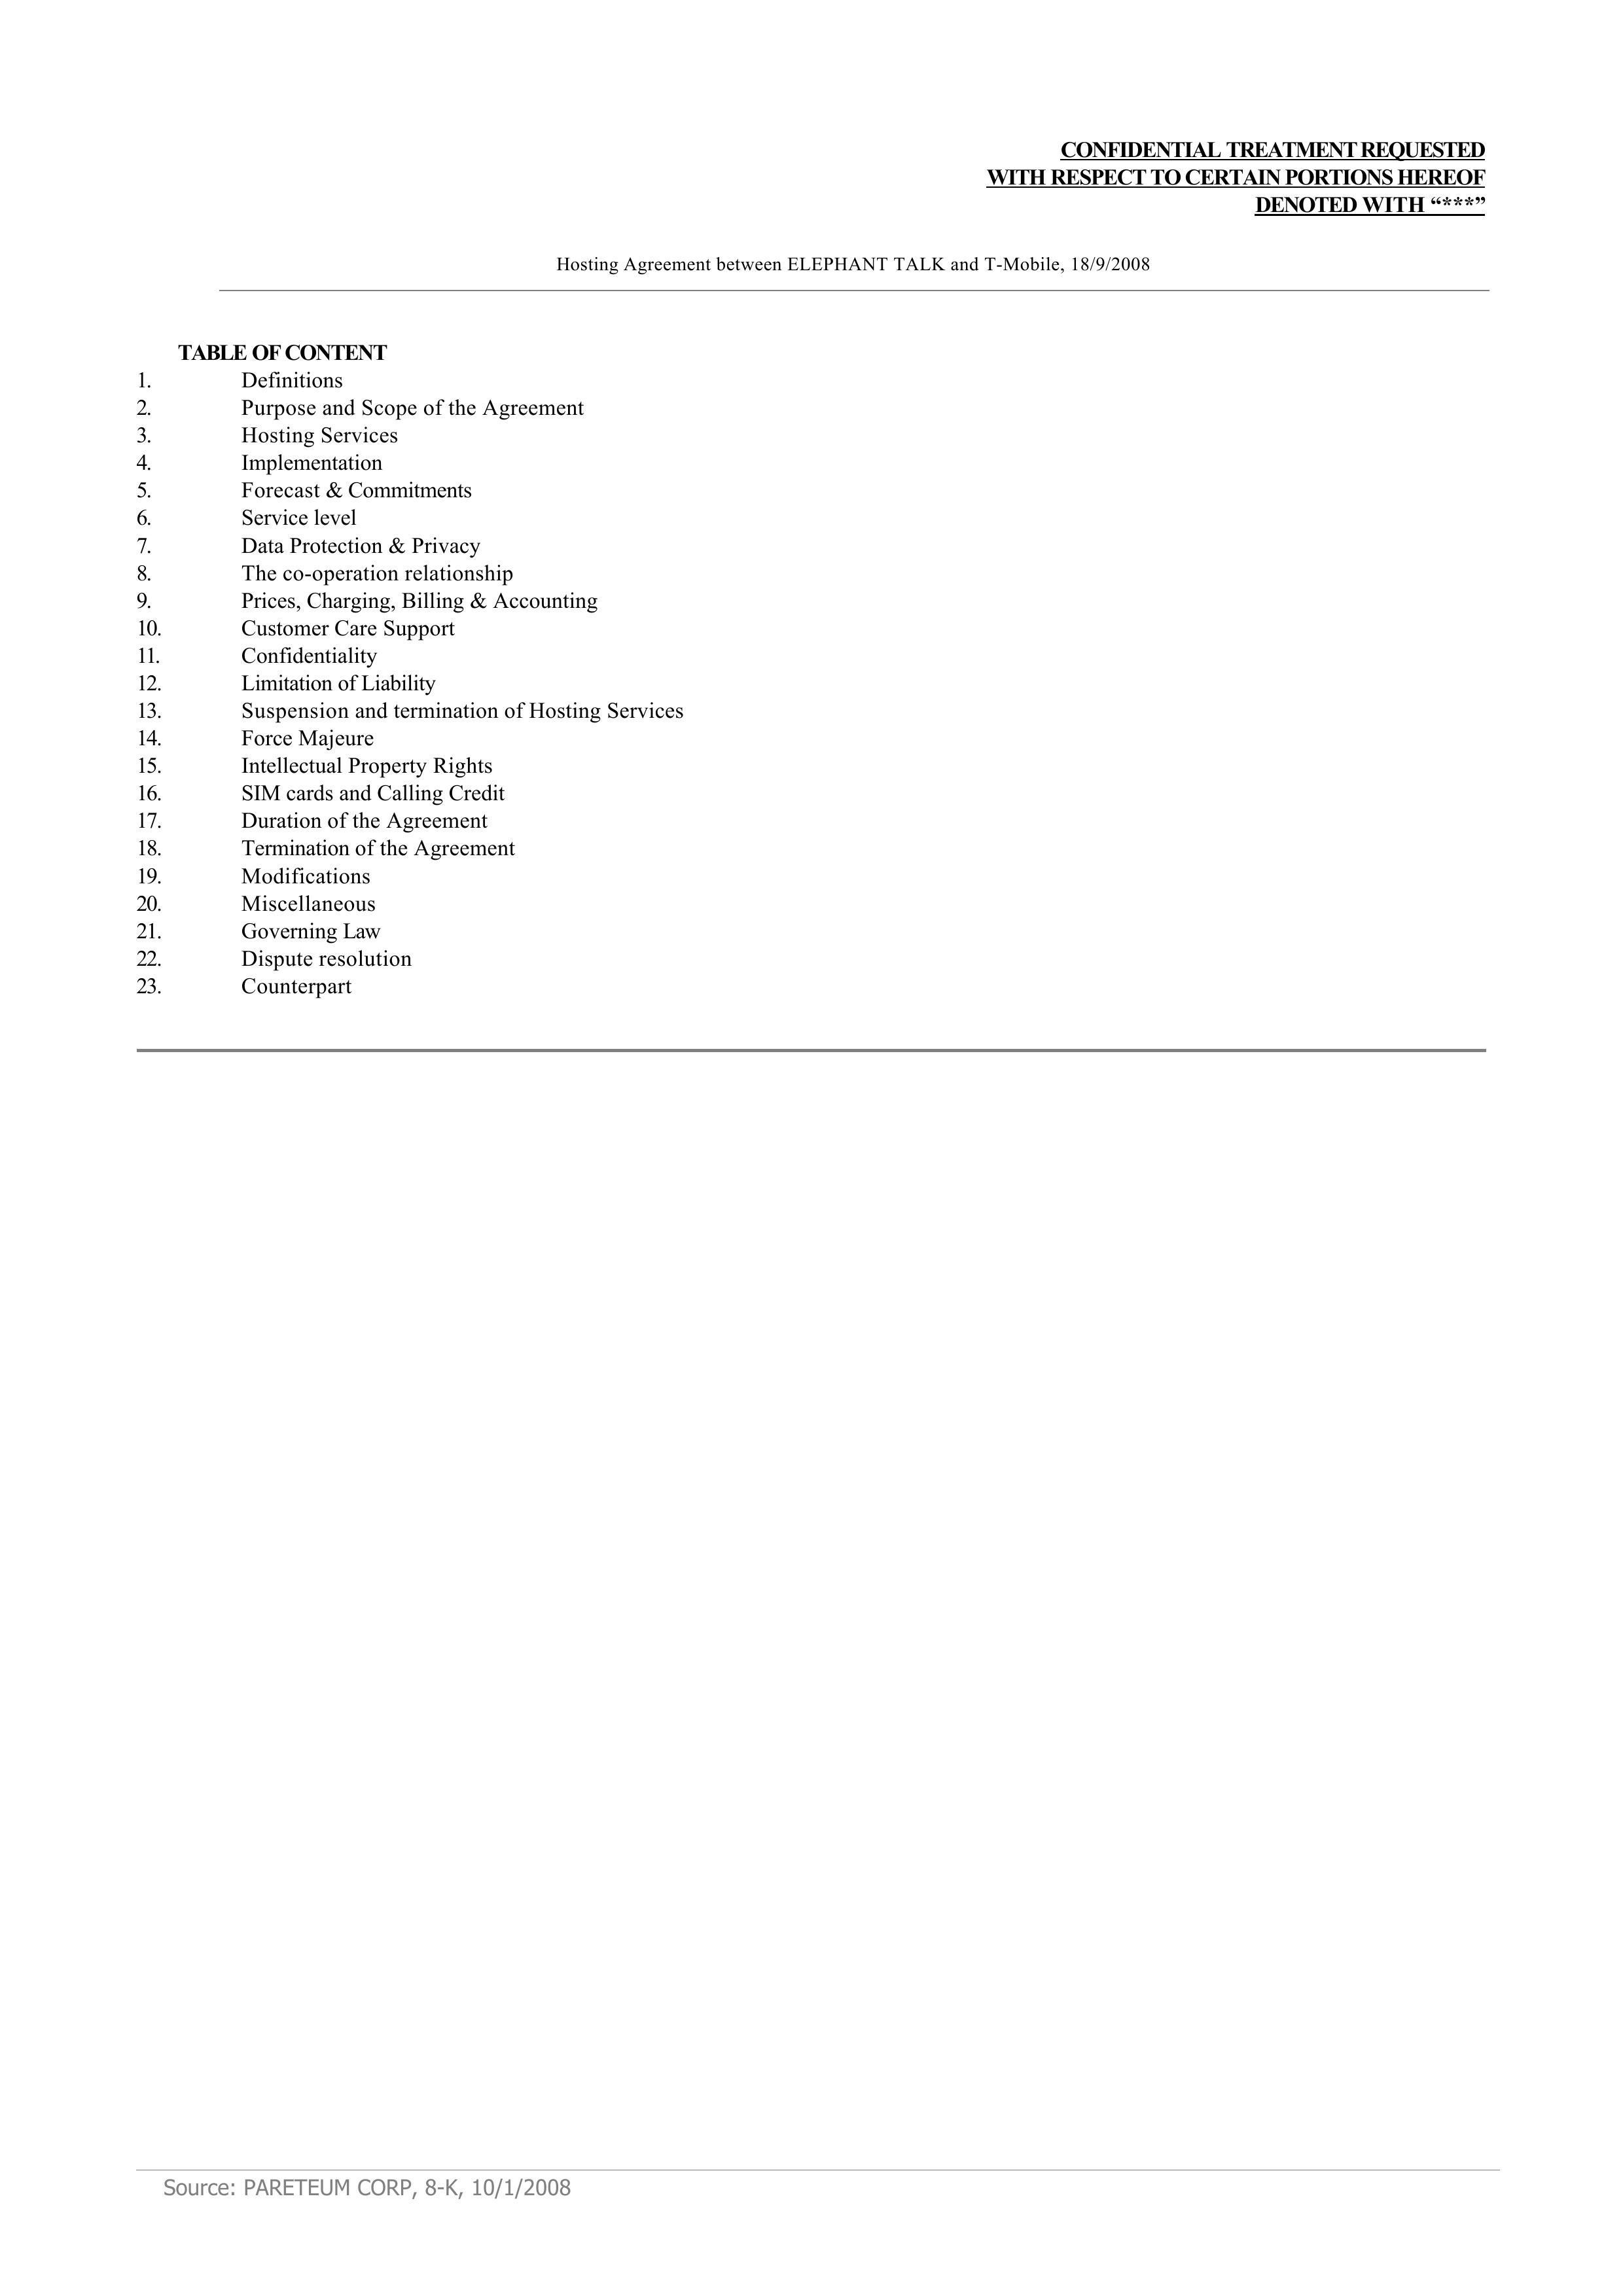 CONFIDENTIAL TREATMENT REQUESTED
WITH RESPECT TO CERTAIN PORTIONS HEREOF
DENOTED WITH “***”
Hosting Agreement between ELEPHANT TALK and T-Mobile, 18/9/2008
TABLE OF CONTENT
1. Definitions
2. Purpose and Scope of the Agreement
3. Hosting Services
4. Implementation
5. Forecast & Commitments
6. Service level
7. Data Protection & Privacy
8. The co-operation relationship
9. Prices, Charging, Billing & Accounting
10. Customer Care Support
11. Confidentiality
12. Limitation of Liability
13. Suspension and termination of Hosting Services
14. Force Majeure
15. Intellectual Property Rights
16. SIM cards and Calling Credit
17. Duration of the Agreement
18. Termination of the Agreement
19. Modifications
20. Miscellaneous
21. Governing Law
22. Dispute resolution
23. Counterpart
Source: PARETEUM CORP, 8-K, 10/1/2008